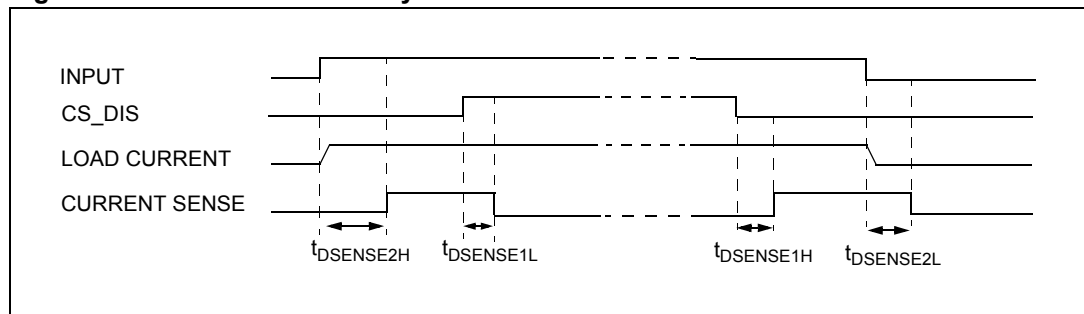 INPUT
CS_DIS
LOAD CURRENT
CURRENT SENSE
tDSENSE2H tDSENSE1L tDSENSE1H tDSENSE2L